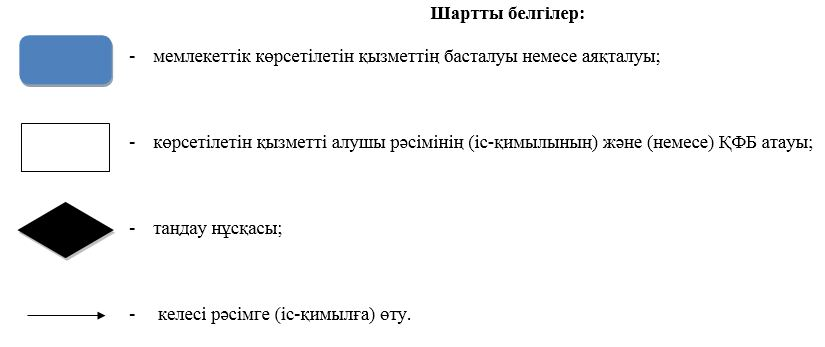 Шартты белгілер:
- мемлекеттік көрсетілетін қызметтің басталуы немесе аяқталуы;
- көрсетілетін қызметті алушы рәсімінің (іс-қимылының) және (немесе) ҚФБ атауы;
- таңдау нұсқасы;
- келесі рәсімге (іс-қимылға) өту.